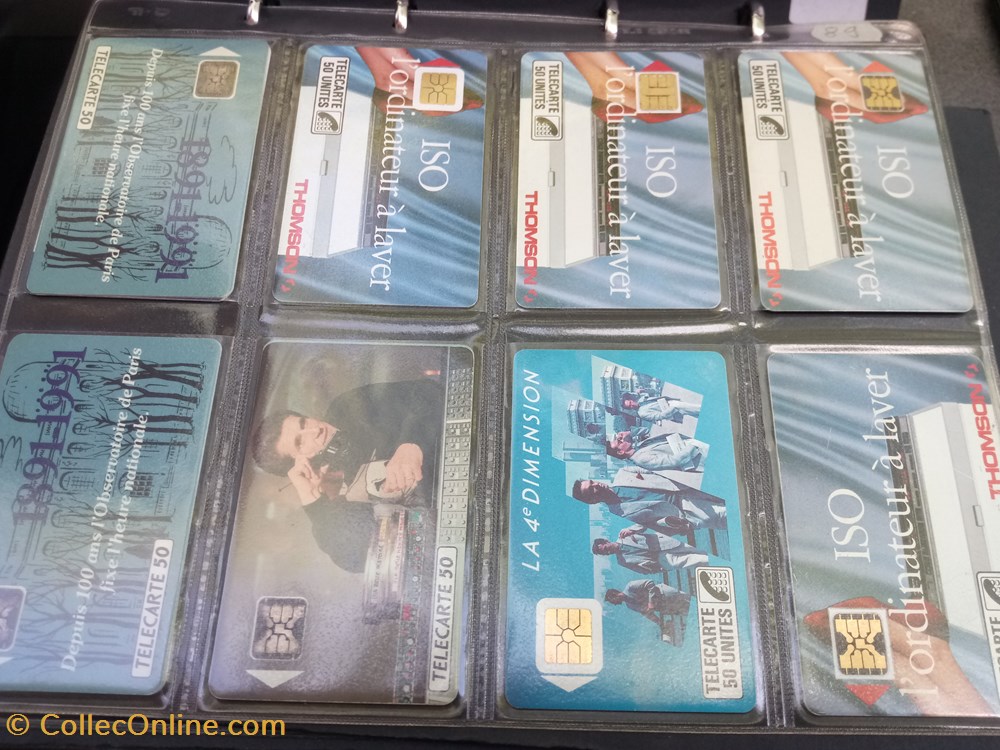 89
TELECARTE 50
Depuis 100 ans l'Observatoire de Paris
fixe l'heure nationale.
1891-1991
TELECARTE
50 UNITES
ISO
l'ordinateur à laver
THOMSON
TELECARTE
50 UNITES
ISO
l'ordinateur à laver
THOMSON
TELECARTE
50 UNITES
ISO
l'ordinateur à laver
THOMSON
1891-1991
Depuis 100 ans l'Observatoire de Paris
fixe l'heure nationale.
TELECARTE 50
TELECARTE 50
LA 4e DIMENSION
TELECARTE
50 UNITES
ISO
l'ordinateur à laver
THOMSON
© CollecOnline.com